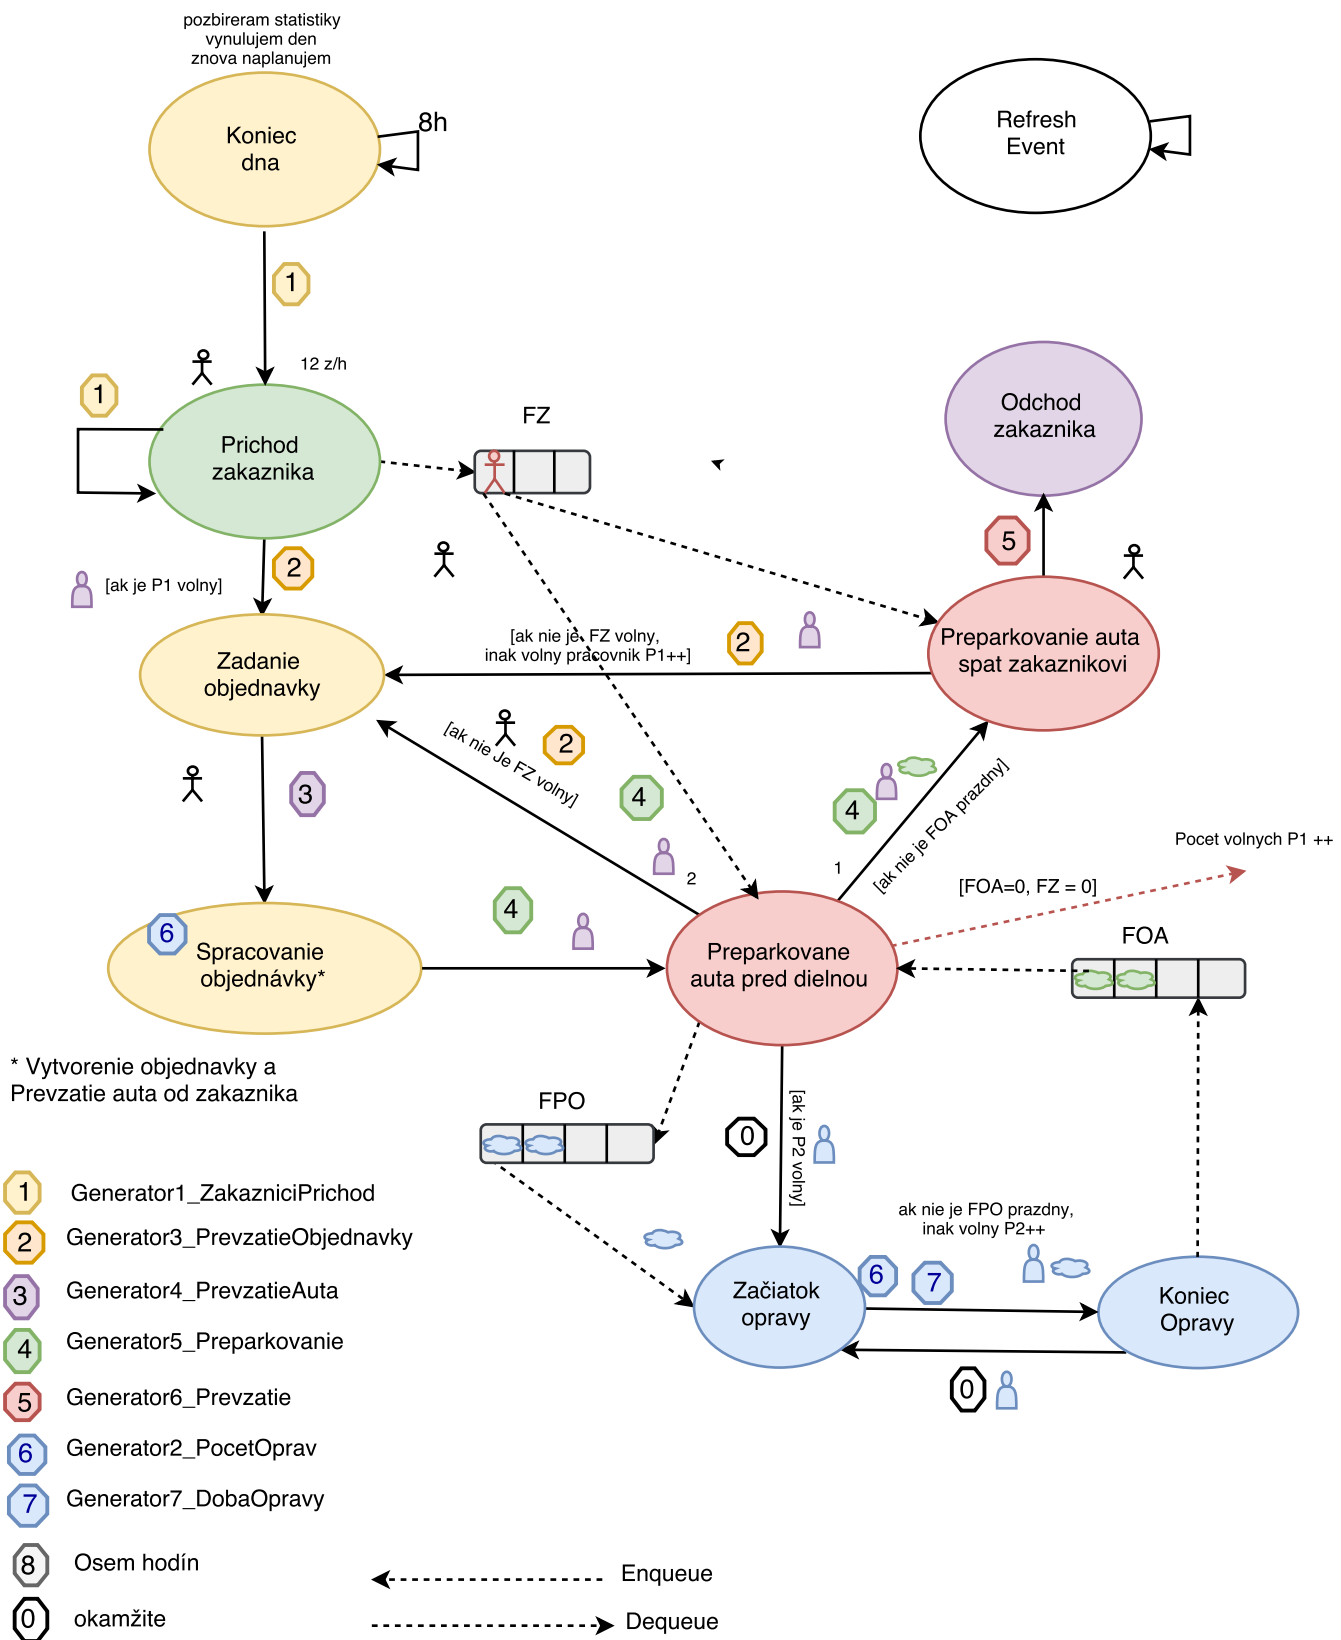 pozbireram statistiky
vynulujem den
znova naplanujem
Koniec
dna
8h
Refresh
Event
1
12 z/h
1
Prichod
zakaznika
FZ
Odchod
zakaznika
2
[ak je P1 volny]
5
Zadanie
objednavky
[ak nie je FZ volny,
inak volny pracovnik P1++]
2
Preparkovanie auta
spat zakaznikovi
[ak nie Je FZ volny]
2
3
4
4
[ak nie je FOA prazdny]
1
2
Pocet volnych P1 ++
[FOA=0, FZ = 0]
6
Spracovanie
objednávky*
4
Preparkovane
auta pred dielnou
FOA
* Vytvorenie objednavky a
Prevzatie auta od zakaznika
FPO
0
[ak je P2 volny]
ak nie je FPO prazdny,
inak volny P2++
Začiatok
opravy
6
7
Koniec
Opravy
0
1 Generator1_ZakazniciPrichod
2 Generator3_PrevzatieObjednavky
3 Generator4_PrevzatieAuta
4 Generator5_Preparkovanie
5 Generator6_Prevzatie
6 Generator2_PocetOprav
7 Generator7_DobaOpravy
8 Osem hodín
0 okamžite
Enqueue
Dequeue